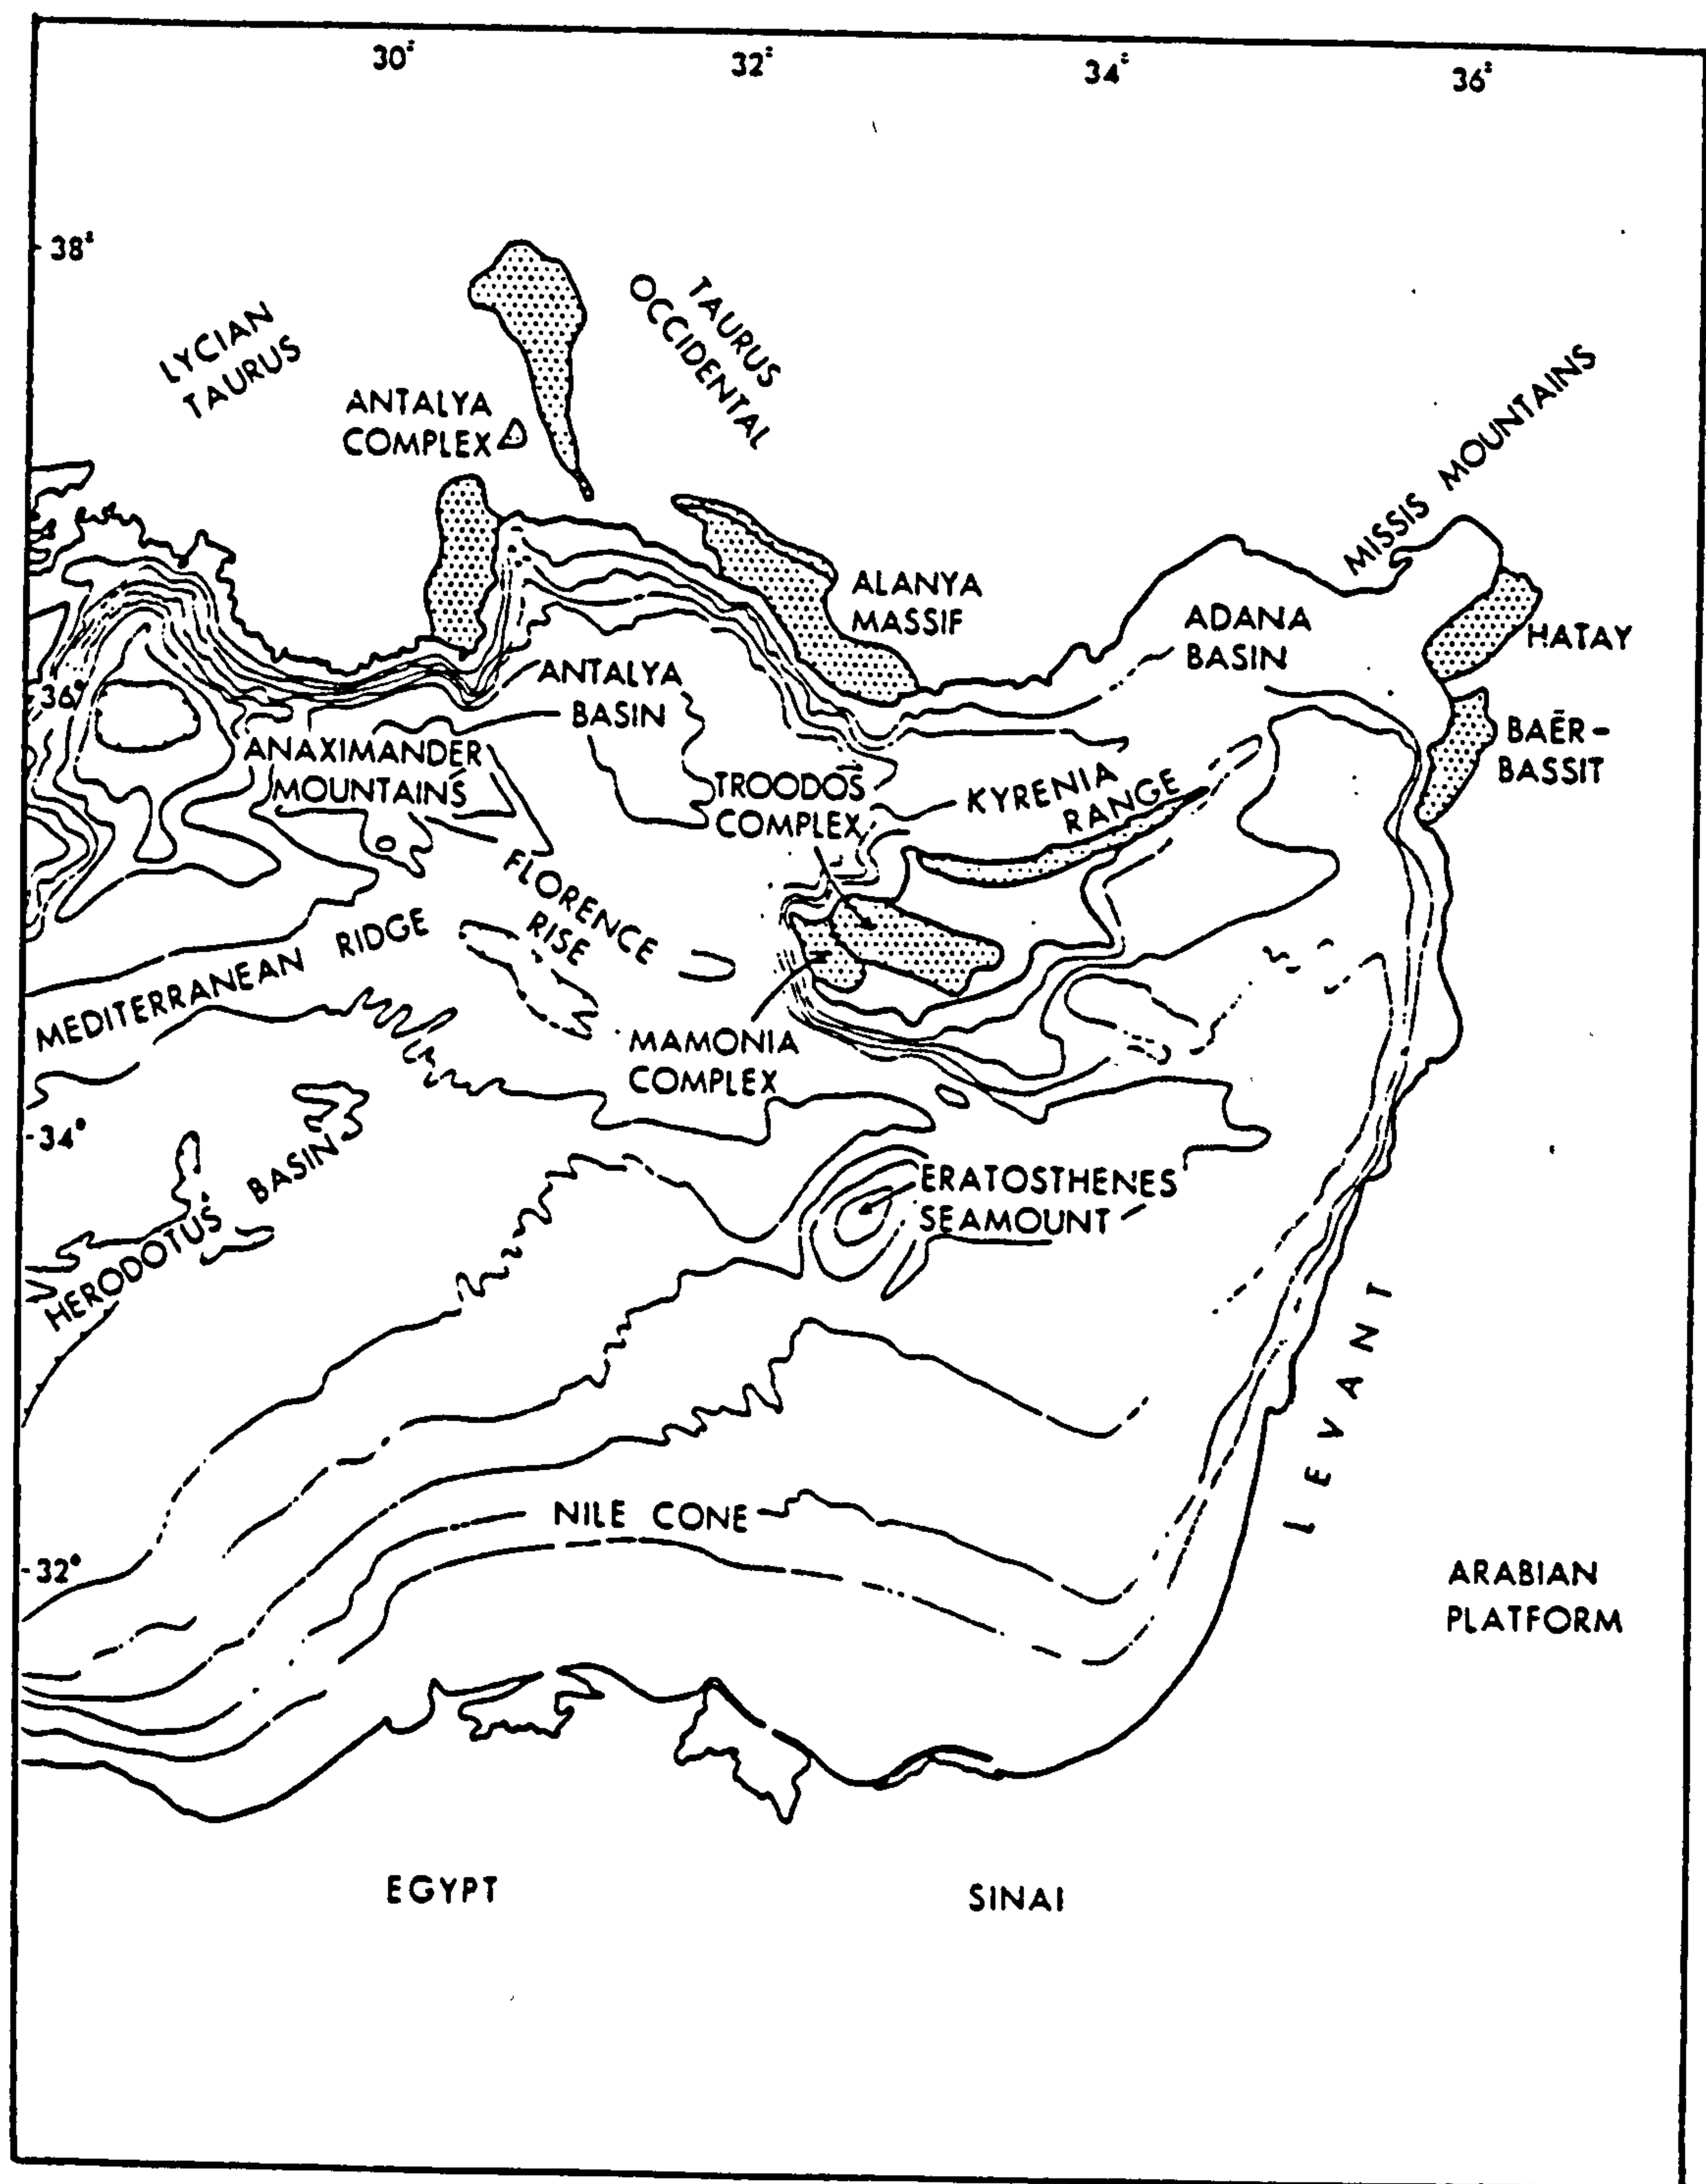 30°
32°
34°
36°
38°
LYCIAN
TAURUS
TAURUS
OCCIDENTAL
ANTALYA
COMPLEX
MISSIS MOUNTAINS
ALANYA
MASSIF
ADANA
BASIN
HATAY
36°
ANTALYA
BASIN
BAËR-
BASSIT
ANAXIMANDER
MOUNTAINS
TROODOS
COMPLEX
KYRENIA
RANGE
FLORENCE
RISE
MEDITERRANEAN RIDGE
MAMONIA
COMPLEX
34°
HERODOTUS BASIN
ERATOSTHENES
SEAMOUNT
LEVANT
NILE CONE
32°
ARABIAN
PLATFORM
EGYPT
SINAI